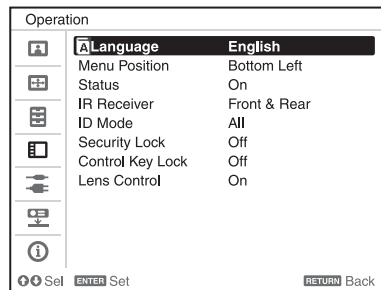 Operation
A Language English
Menu Position Bottom Left
Status On
IR Receiver Front & Rear
ID Mode All
Security Lock Off
Control Key Lock Off
Lens Control On
Sel ENTER Set RETURN Back